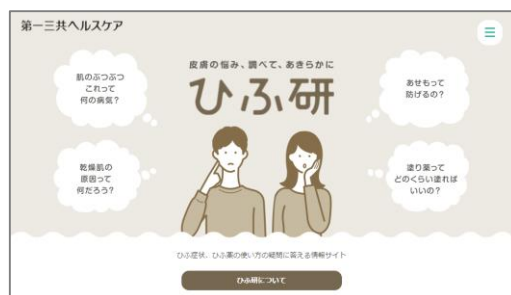 第一三共ヘルスケア
皮膚の悩み、調べて、あきらかに
ひふ研
肌のぶつぶつ
これって
何の病気？
あせもって
防げるの？
乾燥肌の
原因って
何だろう？
塗り薬って
どのくらい塗れば
いいの？
ひふ症状、ひふ薬の使い方の疑問に答える情報サイト
ひふ研について